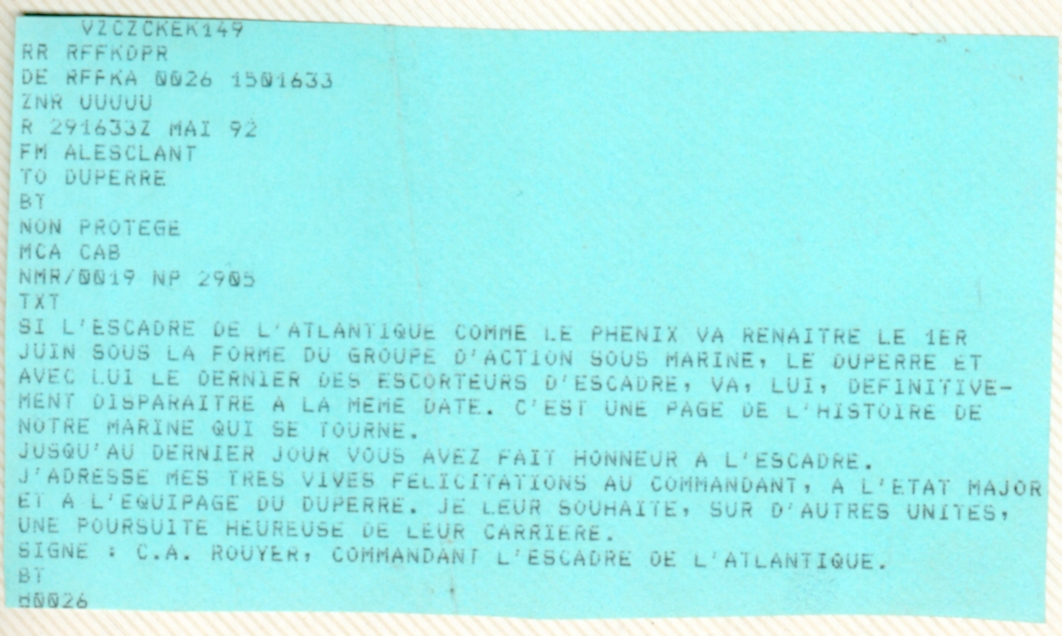 VZCZCKEK149
RR RFFKDPR
DE RFFKA 0026 1501633
ZNR UUUUU
R 291633Z MAI 92
FM ALESCLANT
TO DUPERRE
BT
NON PROTEGE
MCA CAB
NMR/0019 NP 2905
TXT
SI L'ESCADRE DE L'ATLANTIQUE COMME LE PHENIX VA RENAITRE LE 1ER
JUIN SOUS LA FORME DU GROUPE D'ACTION SOUS MARINE, LE DUPERRE ET
AVEC LUI LE DERNIER DES ESCORTEURS D'ESCADRE, VA, LUI, DEFINITIVE-
MENT DISPARAITRE A LA MEME DATE. C'EST UNE PAGE DE L'HISTOIRE DE
NOTRE MARINE QUI SE TOURNE.
JUSQU'AU DERNIER JOUR VOUS AVEZ FAIT HONNEUR A L'ESCADRE.
J'ADRESSE MES TRES VIVES FELICITATIONS AU COMMANDANT, A L'ETAT MAJOR
ET A L'EQUIPAGE DU DUPERRE. JE LEUR SOUHAITE, SUR D'AUTRES UNITES,
UNE POURSUITE HEUREUSE DE LEUR CARRIERE.
SIGNE : C.A. ROUYER, COMMANDANT L'ESCADRE DE L'ATLANTIQUE.
BT
#0026